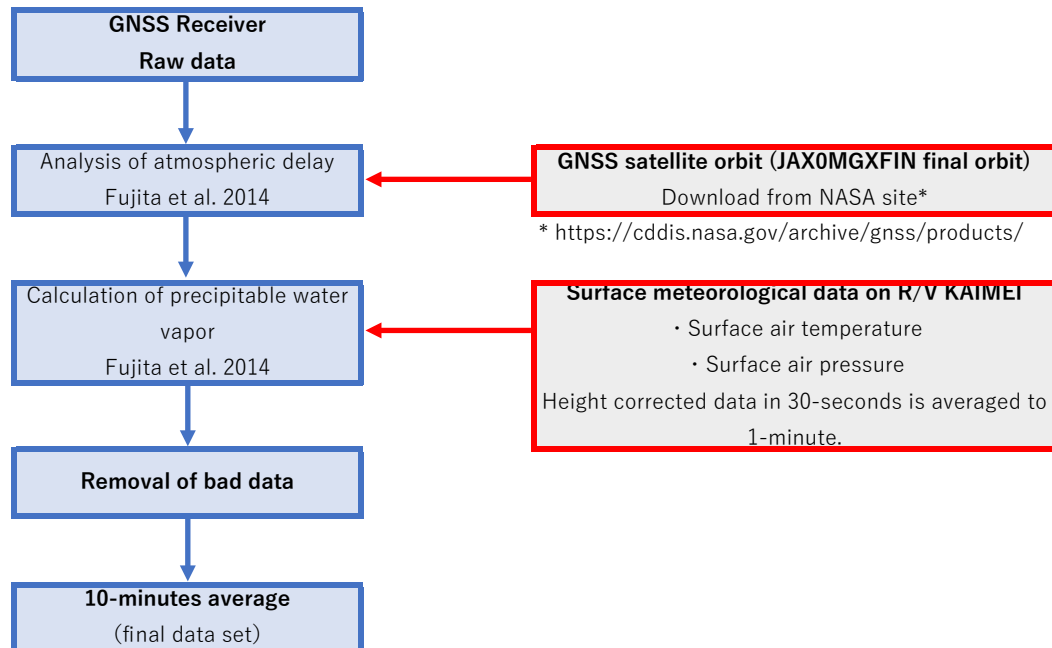 GNSS Receiver
Raw data
Analysis of atmospheric delay
Fujita et al. 2014
GNSS satellite orbit (JAX0MGXFIN final orbit)
Download from NASA site*
* https://cddis.nasa.gov/archive/gnss/products/
Calculation of precipitable water
vapor
Fujita et al. 2014
Surface meteorological data on R/V KAIMEI
・Surface air temperature
・Surface air pressure
Height corrected data in 30-seconds is averaged to
1-minute.
Removal of bad data
10-minutes average
(final data set)